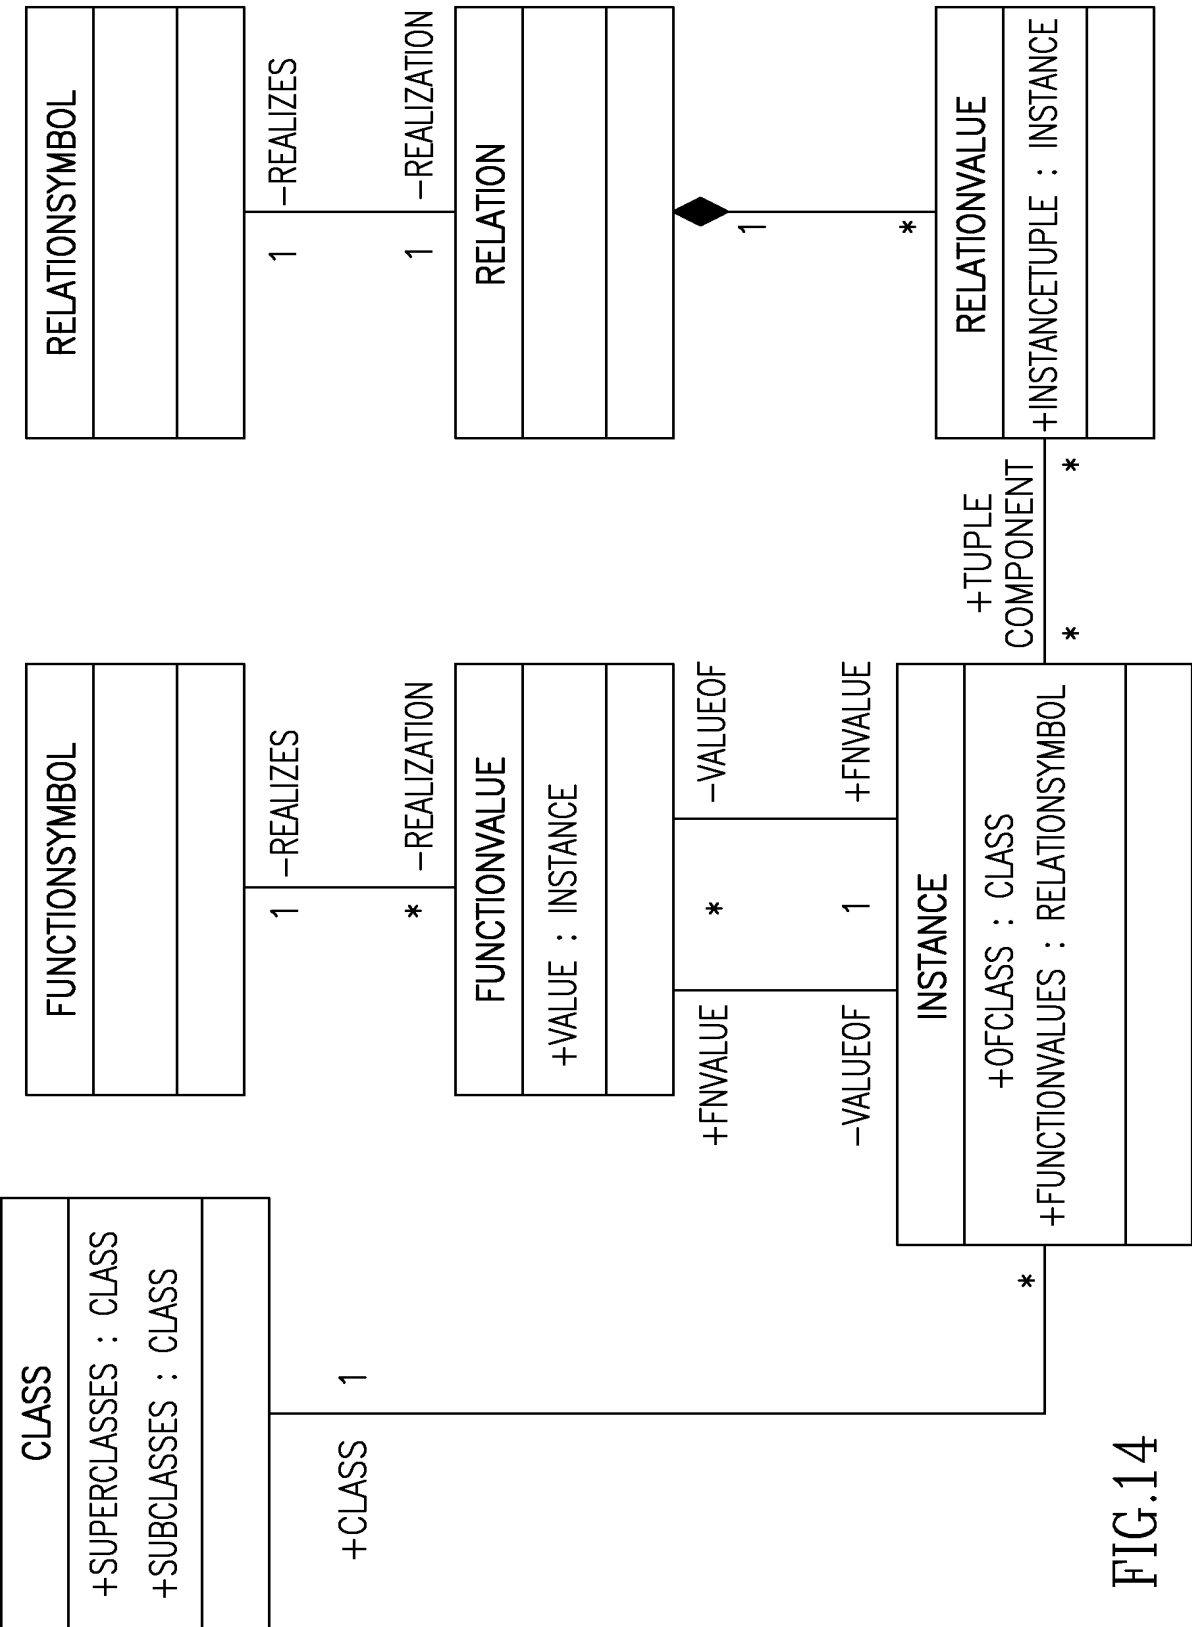 CLASS
+SUPERCLASSES : CLASS
+SUBCLASSES : CLASS
+CLASS
1
*
FUNCTIONSYMBOL
1
-REALIZES
*
-REALIZATION
FUNCTIONVALUE
+VALUE : INSTANCE
+FNVALUE
*
-VALUEOF
-VALUEOF
1
+FNVALUE
INSTANCE
+OFCLASS : CLASS
+FUNCTIONVALUES : RELATIONSYMBOL
RELATIONSYMBOL
1
-REALIZES
1
-REALIZATION
RELATION
1
*
+TUPLE
COMPONENT
*
*
RELATIONVALUE
+INSTANCETUPLE : INSTANCE
FIG.14